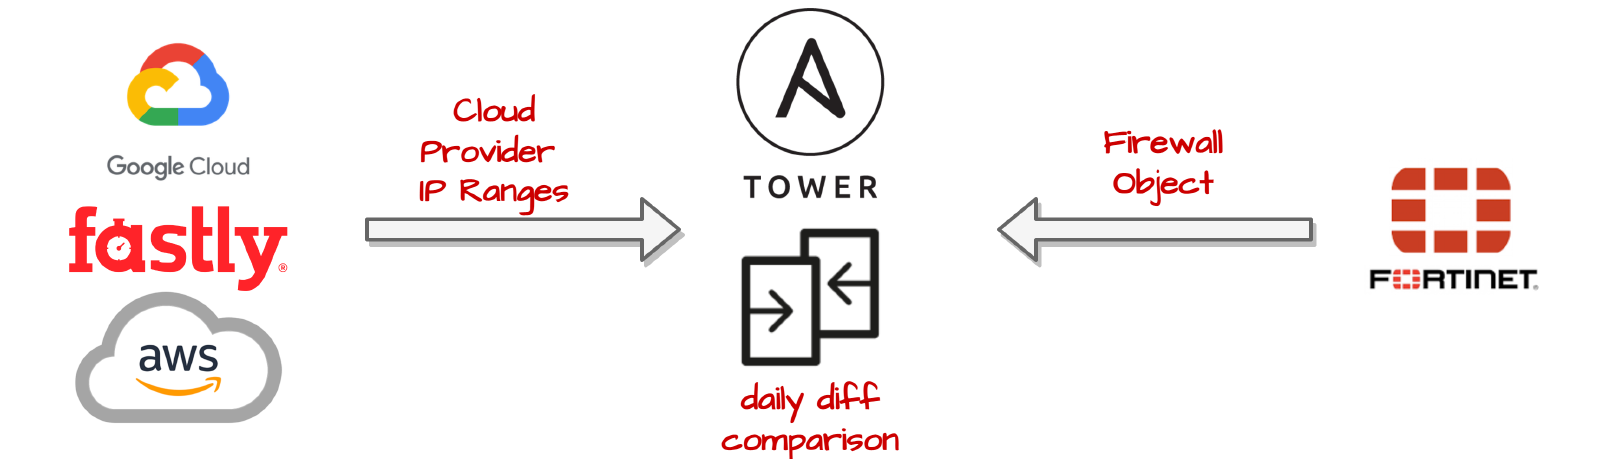 Google Cloud
fastly®
aws
Cloud
Provider
IP Ranges
TOWER
daily diff
comparison
Firewall
Object
FORTINET®